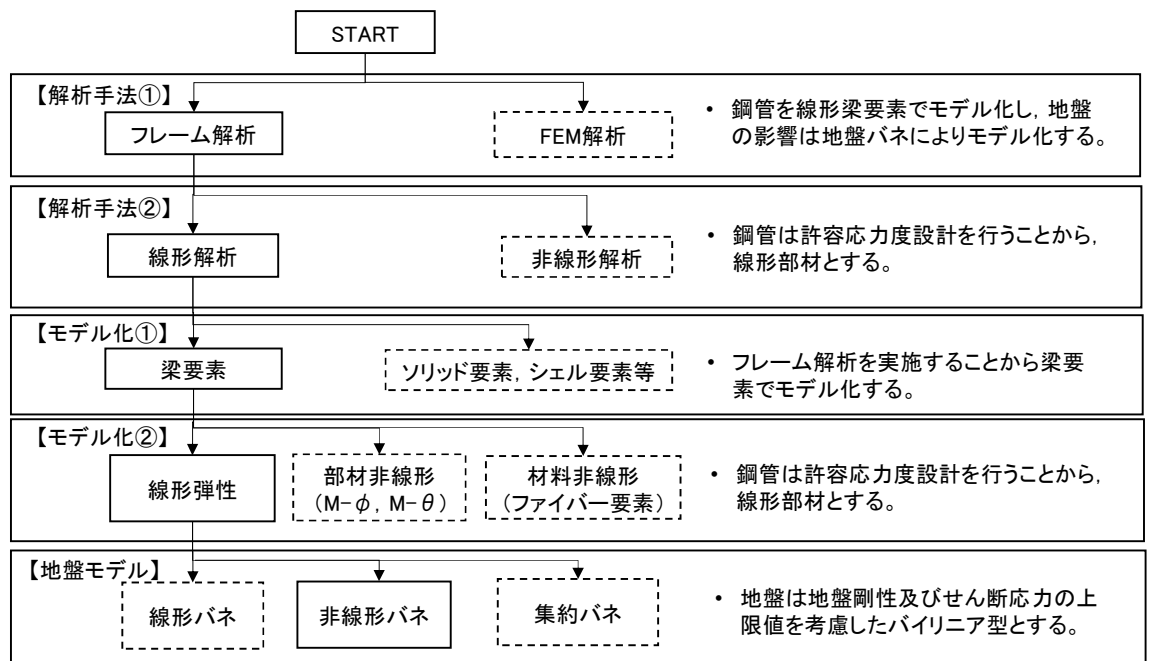 START
【解析手法①】
フレーム解析
FEM解析
・ 鋼管を線形梁要素でモデル化し，地盤
の影響は地盤バネによりモデル化する。
【解析手法②】
線形解析
非線形解析
・ 鋼管は許容応力度設計を行うことから，
線形部材とする。
【モデル化①】
梁要素
ソリッド要素，シェル要素等
・ フレーム解析を実施することから梁要
素でモデル化する。
【モデル化②】
線形弾性
部材非線形
（M-φ，M-θ）
材料非線形
（ファイバー要素）
・ 鋼管は許容応力度設計を行うことから，
線形部材とする。
【地盤モデル】
線形バネ
非線形バネ
集約バネ
・ 地盤は地盤剛性及びせん断応力の上
限値を考慮したバイリニア型とする。